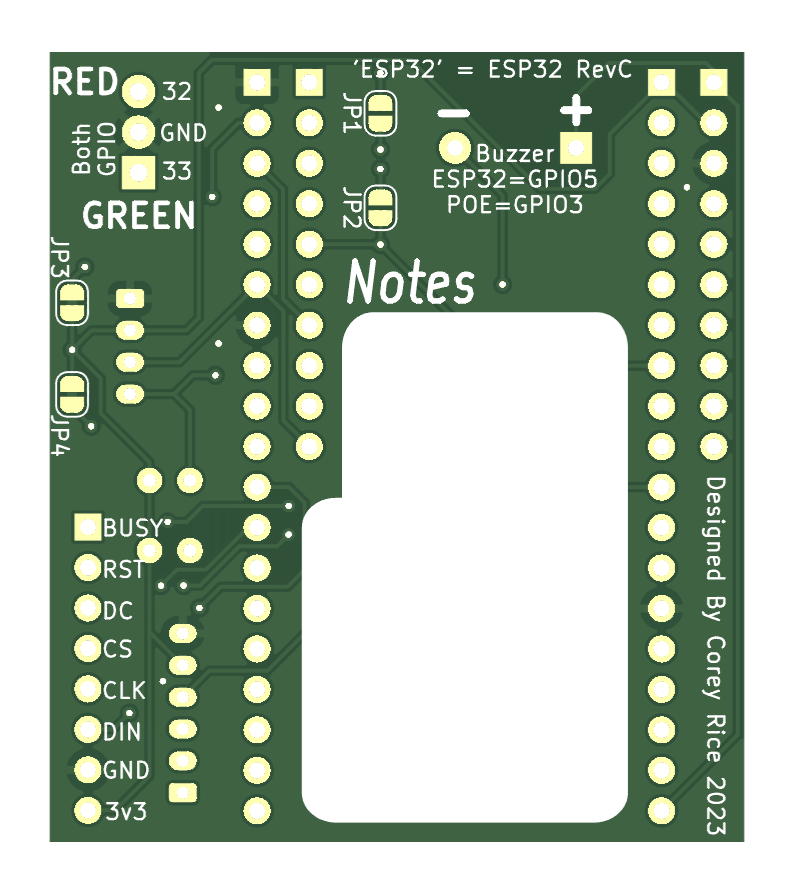 'ESP32' = ESP32 RevC
RED
32
JP1
Both
GPIO
GND
- +
Buzzer
33
ESP32=GPIO5
JP2
POE=GPIO3
GREEN
JP3
Notes
JP4
BUSY
RST
DC
CS
CLK
DIN
GND
3v3
Designed By Corey Rice 2023